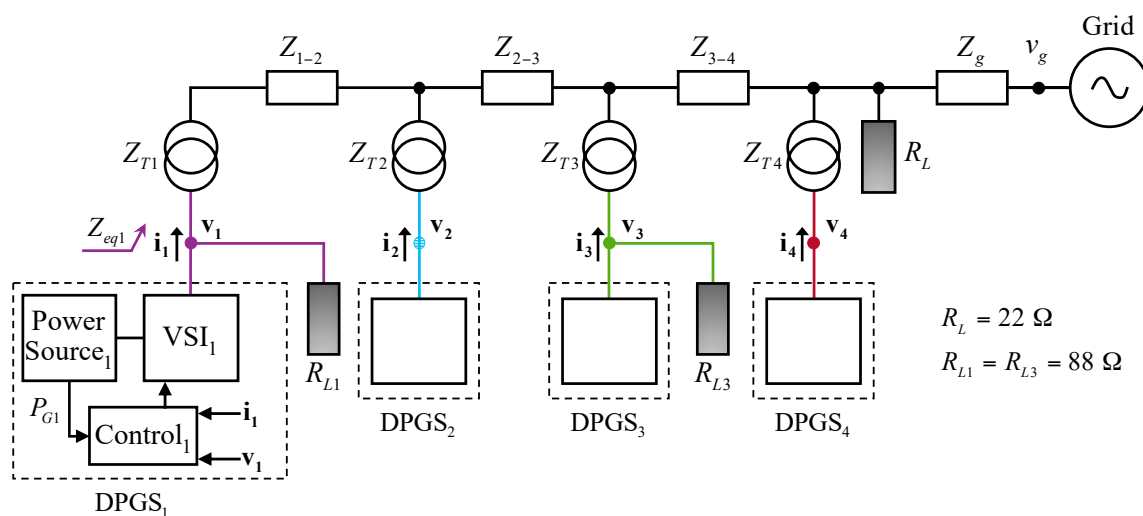 Grid
Z1−2
Z2−3
Z3−4
Zg
vg
ZT1
ZT2
ZT3
ZT4
RL
Zeq1
i1
v1
i2
v2
i3
v3
i4
v4
Power
Source1
VSI1
RL1
RL3
RL = 22 Ω
RL1 = RL3 = 88 Ω
PG1
Control1
i1
v1
DPGS2
DPGS3
DPGS4
DPGS1